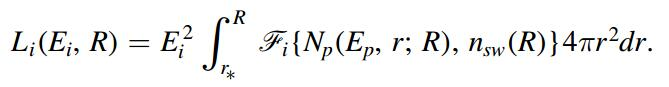 L_i(E_i, R) = E_i^2 \int_{r_*}^{R} \mathscr{F}_i\{N_p(E_p, r; R), n_{sw}(R)\}4\pi r^2 dr.